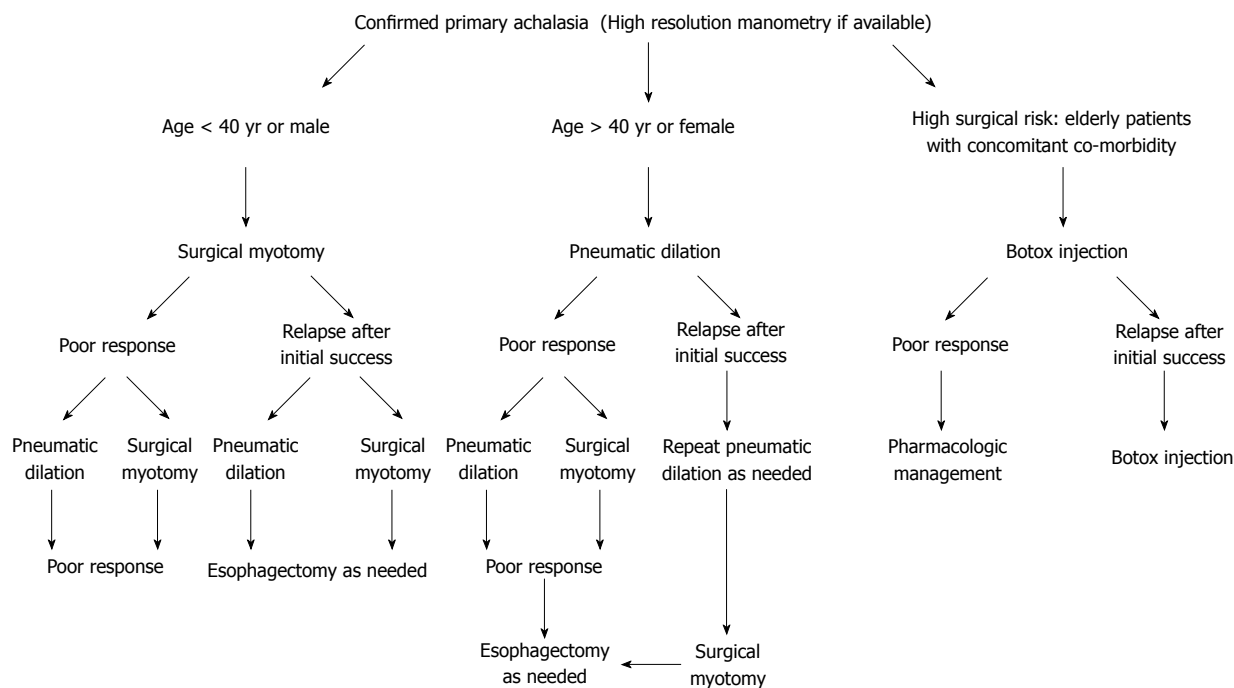 Confirmed primary achalasia (High resolution manometry if available)
Age < 40 yr or male
Age > 40 yr or female
High surgical risk: elderly patients
with concomitant co-morbidity
Surgical myotomy
Pneumatic dilation
Botox injection
Poor response
Relapse after
initial success
Poor response
Relapse after
initial success
Poor response
Relapse after
initial success
Pneumatic
dilation
Surgical
myotomy
Pneumatic
dilation
Surgical
myotomy
Pneumatic
dilation
Surgical
myotomy
Repeat pneumatic
dilation as needed
Pharmacologic
management
Botox injection
Poor response
Esophagectomy as needed
Poor response
Esophagectomy
as needed
Surgical
myotomy